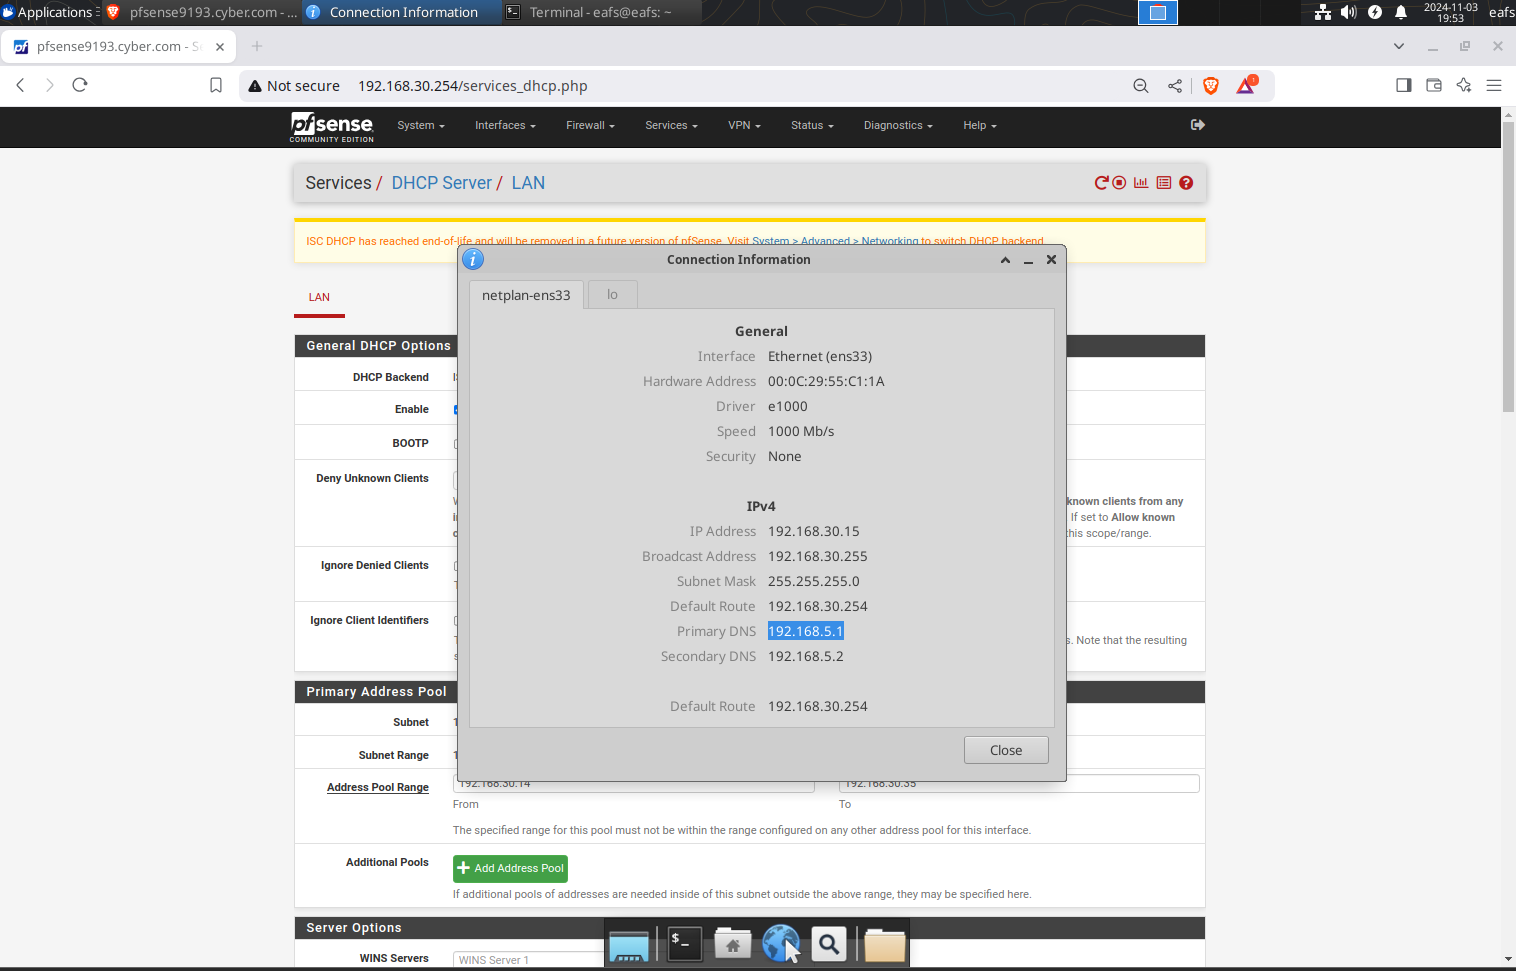 Applications
pfsense9193.cyber.com - ...
Connection Information
Terminal - eafs@eafs: ~
2024-11-03
19:53
eafs
pfsense9193.cyber.com - S
Not secure
192.168.30.254/services_dhcp.php
pfsense
COMMUNITY EDITION
System
Interfaces
Firewall
Services
VPN
Status
Diagnostics
Help
Services / DHCP Server / LAN
ISC DHCP has reached end-of-life and will be removed in a future version of pfSense. Visit System > Advanced > Networking to switch DHCP backend.
Connection Information
netplan-ens33
lo
General
Interface Ethernet (ens33)
Hardware Address 00:0C:29:55:C1:1A
Driver e1000
Speed 1000 Mb/s
Security None
IPv4
IP Address 192.168.30.15
Broadcast Address 192.168.30.255
Subnet Mask 255.255.255.0
Default Route 192.168.30.254
Primary DNS 192.168.5.1
Secondary DNS 192.168.5.2
Default Route 192.168.30.254
Close
LAN
General DHCP Options
DHCP Backend
Enable
BOOTP
Deny Unknown Clients
known clients from any
If set to Allow known
this scope/range.
Ignore Denied Clients
Ignore Client Identifiers
s. Note that the resulting
Primary Address Pool
Subnet
Subnet Range
Address Pool Range
192.168.30.14
192.168.30.35
From
To
The specified range for this pool must not be within the range configured on any other address pool for this interface.
Additional Pools
Add Address Pool
If additional pools of addresses are needed inside of this subnet outside the above range, they may be specified here.
Server Options
WINS Servers
WINS Server 1